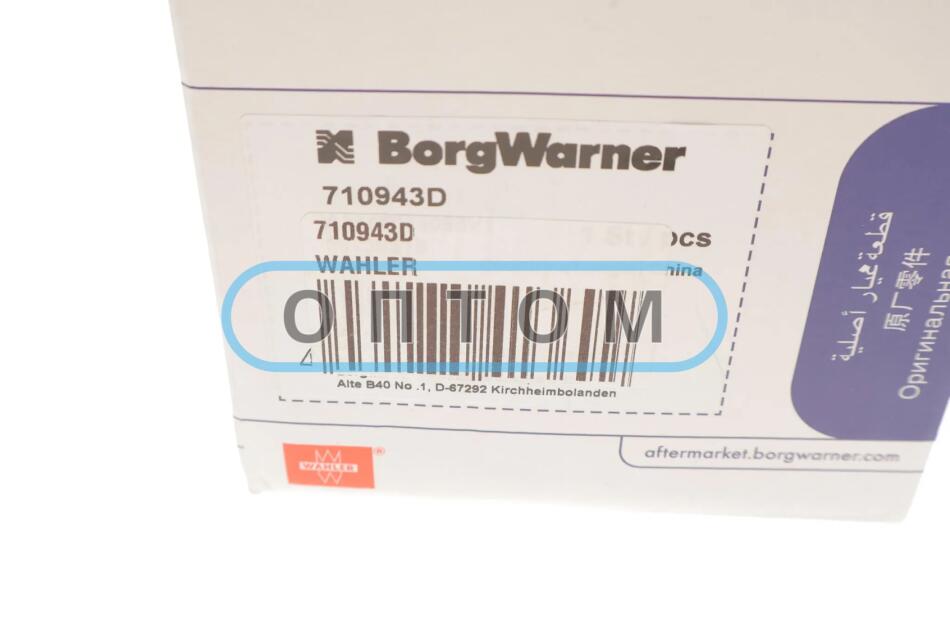 BorgWarner
710943D
710943D
pcs
WAHLER
ОПТОМ
Alte B40 No .1, D-67292 Kirchheimbolanden
WAHLER
®
aftermarket.borgwarner.com
قطعة غيار أصلية
原厂零件
Оригинальная